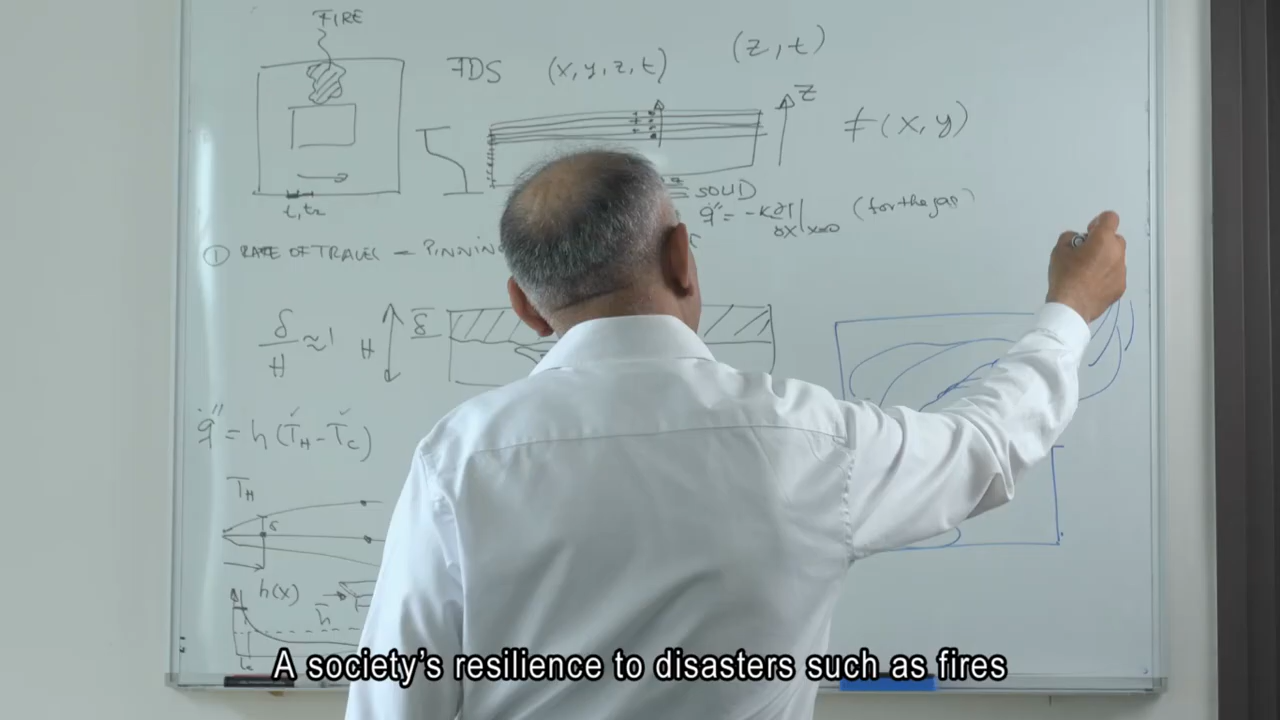 FIRE
FDS (x, y, z, t) (z, t)
z
≠ (x, y)
SOLID
q̇″ = -k ∂T/∂x |x=0 (for the gas)
① RATE OF TRAVEL – PINNIN
δ/H ≈ 1 H δ
q̇″ = h (T_H - T_C)
T_H
δ
h(x)
h̄
A society's resilience to disasters such as fires